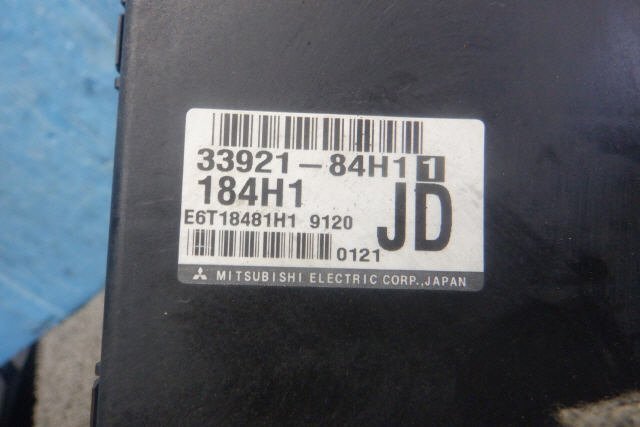 33921-84H1 1
184H1
JD
E6T18481H1 9120
0121
MITSUBISHI ELECTRIC CORP.,JAPAN